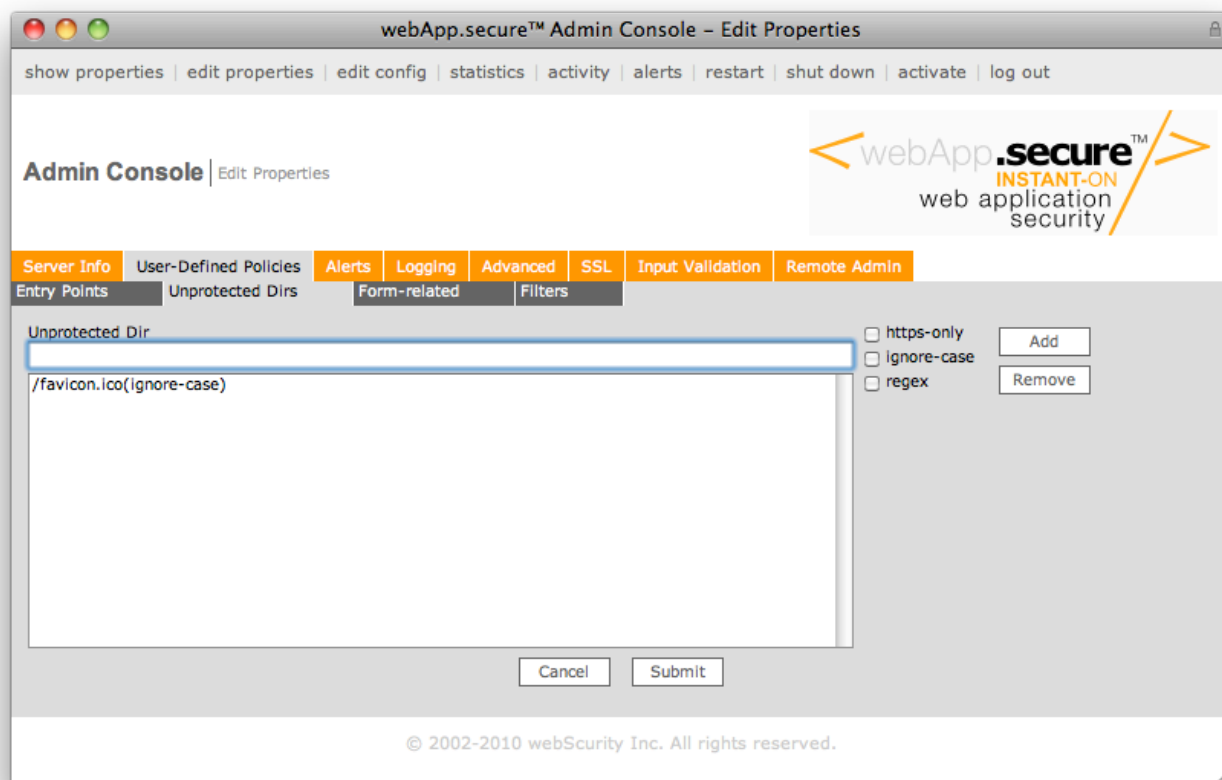 webApp.secure™ Admin Console – Edit Properties
show properties | edit properties | edit config | statistics | activity | alerts | restart | shut down | activate | log out
Admin Console | Edit Properties
<webApp.secure™/>
INSTANT-ON
web application
security
Server Info User-Defined Policies Alerts Logging Advanced SSL Input Validation Remote Admin
Entry Points Unprotected Dirs Form-related Filters
Unprotected Dir
https-only
Add
ignore-case
/favicon.ico(ignore-case)
regex
Remove
Cancel Submit
© 2002-2010 webScurity Inc. All rights reserved.